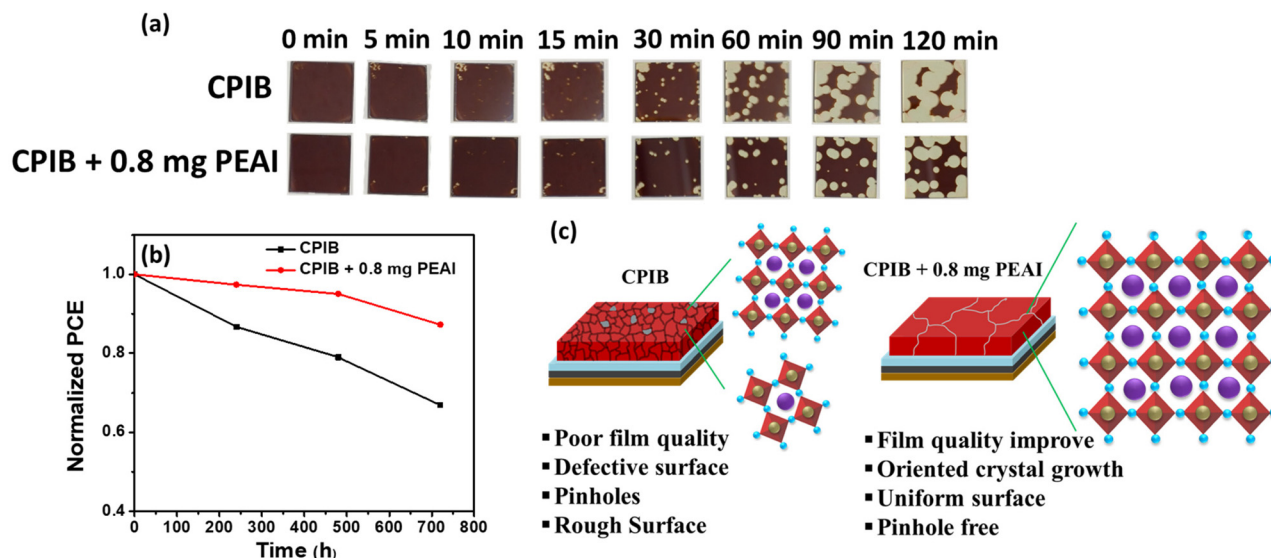 (a)
0 min 5 min 10 min 15 min 30 min 60 min 90 min 120 min
CPIB
CPIB + 0.8 mg PEAI
(b)
CPIB
CPIB + 0.8 mg PEAI
Normalized PCE
1.0
0.8
0.6
0.4
0 100 200 300 400 500 600 700 800
Time (h)
(c)
CPIB
▪ Poor film quality
▪ Defective surface
▪ Pinholes
▪ Rough Surface
CPIB + 0.8 mg PEAI
▪ Film quality improve
▪ Oriented crystal growth
▪ Uniform surface
▪ Pinhole free